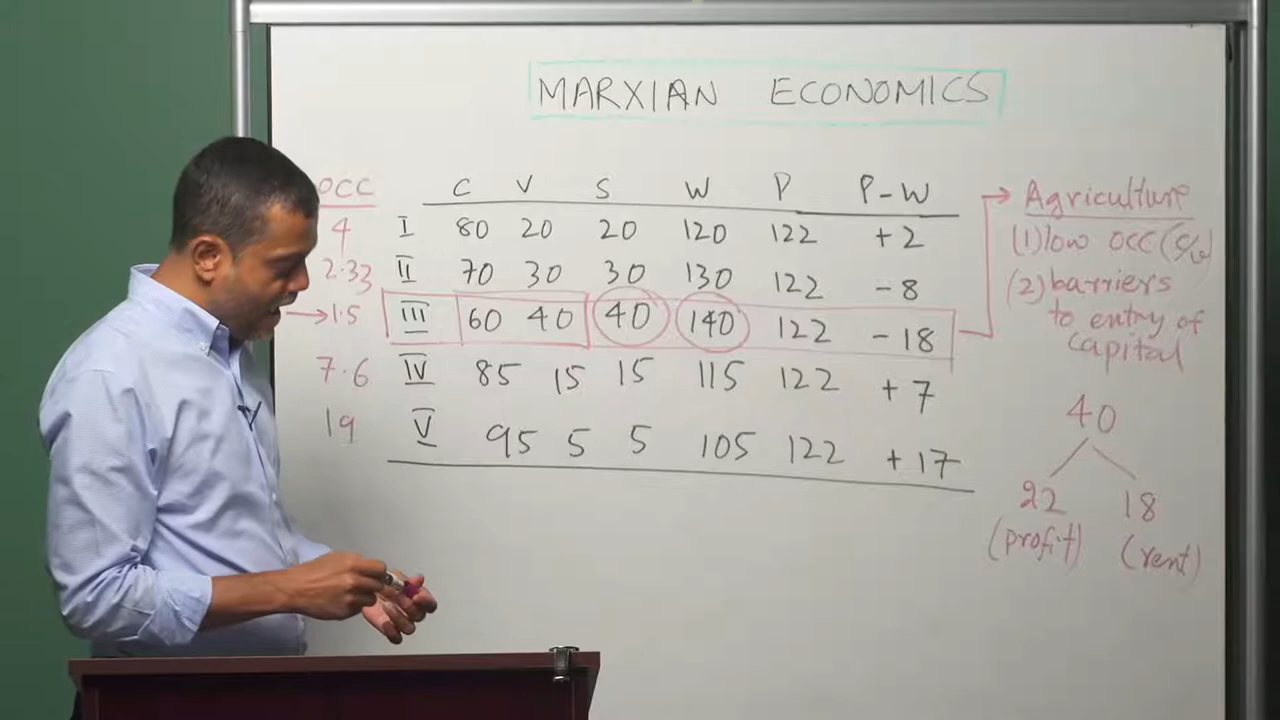 MARXIAN ECONOMICS
OCC C V S W P P-W
4 I 80 20 20 120 122 +2
2.33 II 70 30 30 130 122 -8
→1.5 III 60 40 40 140 122 -18
7.6 IV 85 15 15 115 122 +7
19 V 95 5 5 105 122 +17
→ Agriculture
(1) low OCC (C/V)
(2) barriers
to entry of
capital
40
22 18
(profit) (rent)